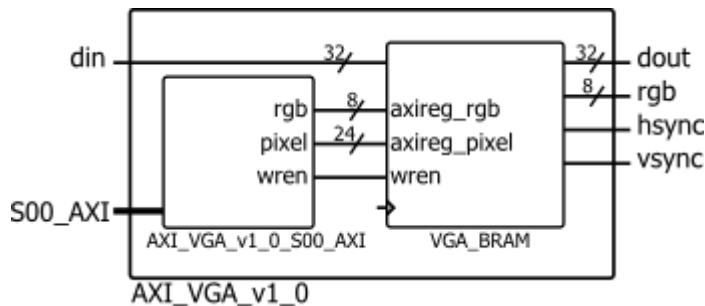 din
32
32
dout
rgb
8
axireg_rgb
8
rgb
pixel
24
axireg_pixel
hsync
wren
wren
vsync
S00_AXI
AXI_VGA_v1_0_S00_AXI
VGA_BRAM
AXI_VGA_v1_0